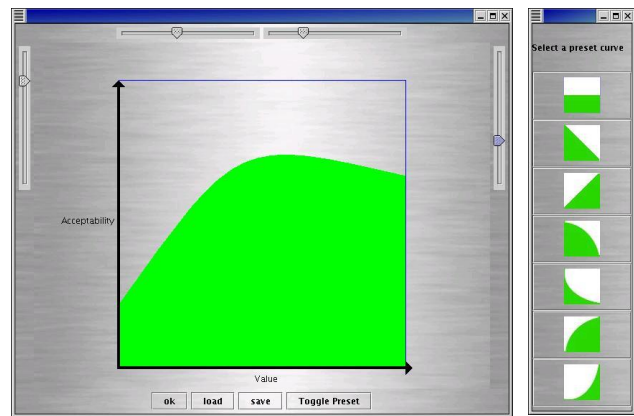 Select a preset curve
Acceptability
Value
ok load save Toggle Preset